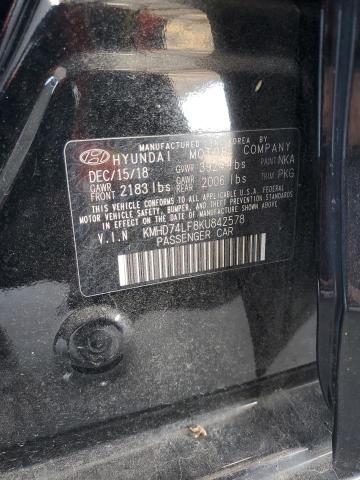 MANUFACTURED IN KOREA BY
HYUNDAI MOTOR COMPANY
DEC/15/18 GVWR lbs PAINT NKA
GAWR FRONT 2183 lbs GAWR REAR 2006 lbs TRIM PKG
THIS VEHICLE CONFORMS TO ALL APPLICABLE U.S. FEDERAL
MOTOR VEHICLE SAFETY, BUMPER, AND THEFT PREVENTION STANDARDS
IN EFFECT ON THE DATE OF MANUFACTURE SHOWN ABOVE.
V.I.N KMHD74LF8KU842578
PASSENGER CAR